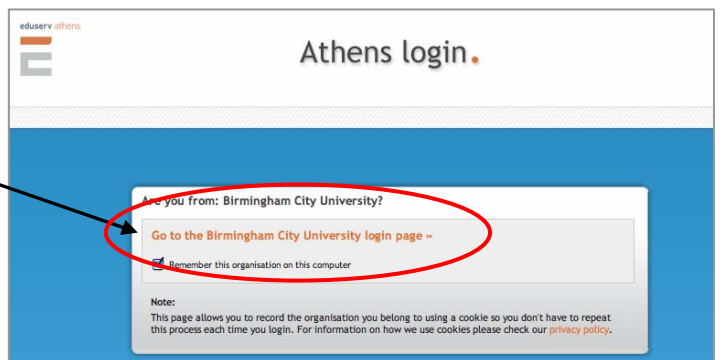 eduserv athens
Athens login.
Are you from: Birmingham City University?
Go to the Birmingham City University login page »
Remember this organisation on this computer
Note:
This page allows you to record the organisation you belong to using a cookie so you don't have to repeat
this process each time you login. For information on how we use cookies please check our privacy policy.